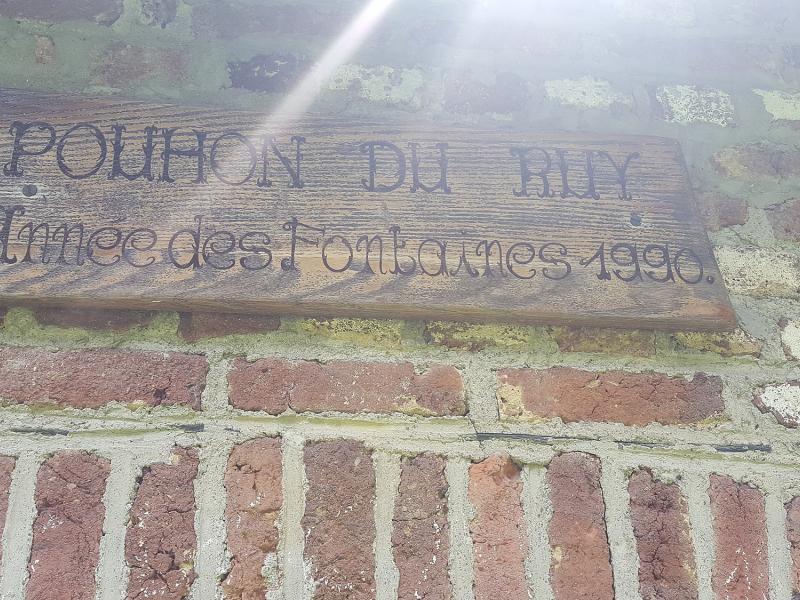 POUHON DU RUY
Année des Fontaines 1990.